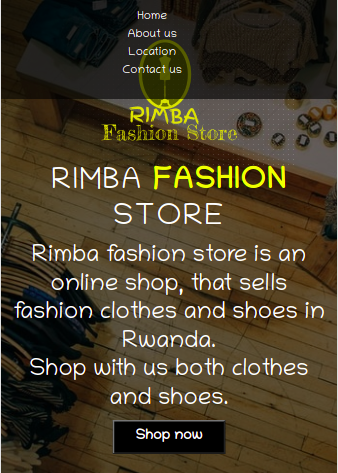 Home
About us
Location
Contact us
RIMBA
Fashion Store
RIMBA FASHION
STORE
Rimba fashion store is an
online shop, that sells
fashion clothes and shoes in
Rwanda.
Shop with us both clothes
and shoes.
Shop now